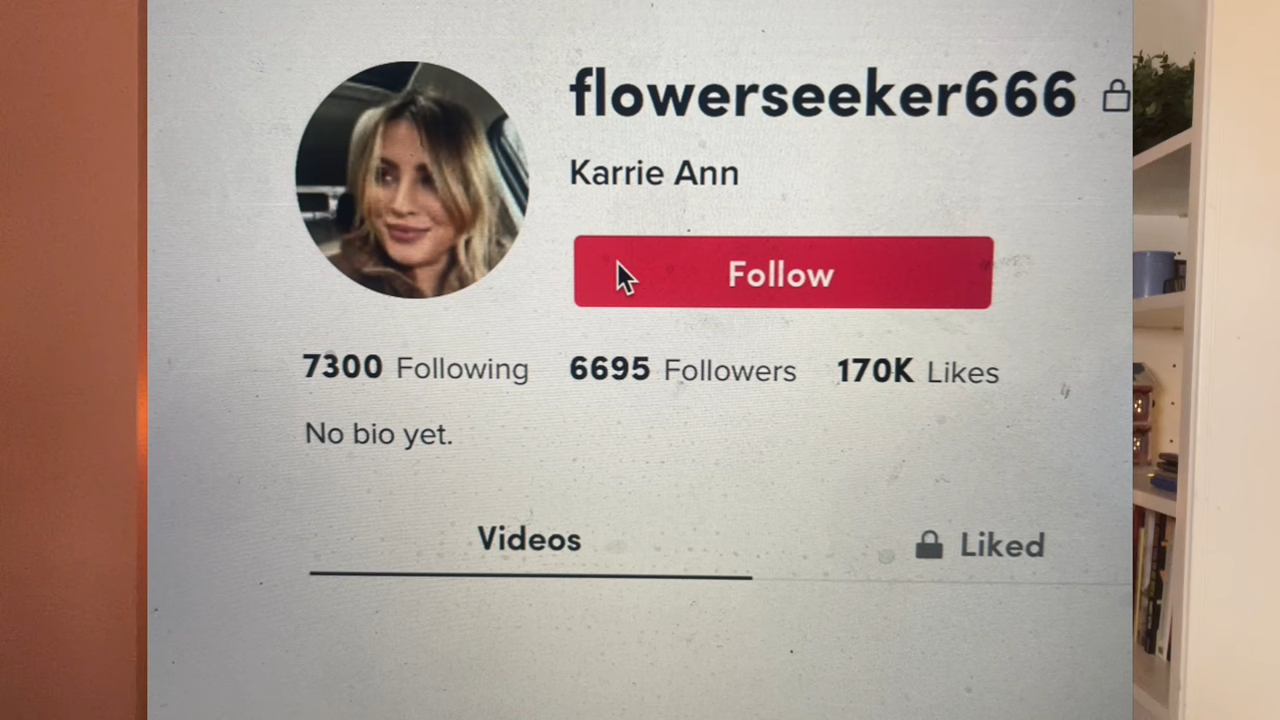 flowerseeker666
Karrie Ann
Follow
7300 Following 6695 Followers 170K Likes
No bio yet.
Videos Liked